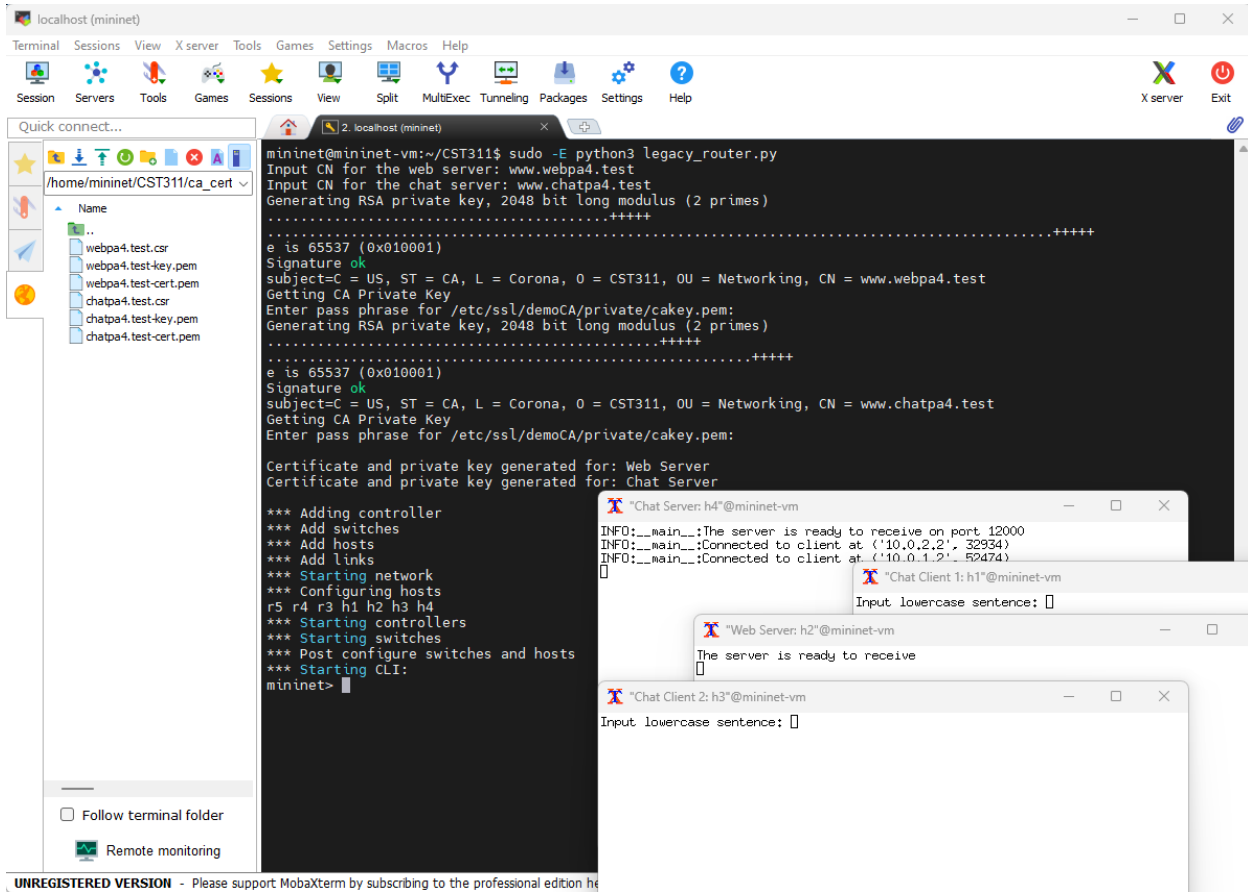 localhost (mininet)
Terminal Sessions View X server Tools Games Settings Macros Help
Session Servers Tools Games Sessions View Split MultiExec Tunneling Packages Settings Help X server Exit
Quick connect...
2. localhost (mininet)
/home/mininet/CST311/ca_cert
Name
..
webpa4.test.csr
webpa4.test-key.pem
webpa4.test-cert.pem
chatpa4.test.csr
chatpa4.test-key.pem
chatpa4.test-cert.pem
Follow terminal folder
Remote monitoring
mininet@mininet-vm:~/CST311$ sudo -E python3 legacy_router.py
Input CN for the web server: www.webpa4.test
Input CN for the chat server: www.chatpa4.test
Generating RSA private key, 2048 bit long modulus (2 primes)
.........................................+++++
..............................................................................................+++++
e is 65537 (0x010001)
Signature ok
subject=C = US, ST = CA, L = Corona, O = CST311, OU = Networking, CN = www.webpa4.test
Getting CA Private Key
Enter pass phrase for /etc/ssl/demoCA/private/cakey.pem:
Generating RSA private key, 2048 bit long modulus (2 primes)
...............................................+++++
..........................................................+++++
e is 65537 (0x010001)
Signature ok
subject=C = US, ST = CA, L = Corona, O = CST311, OU = Networking, CN = www.chatpa4.test
Getting CA Private Key
Enter pass phrase for /etc/ssl/demoCA/private/cakey.pem:
Certificate and private key generated for: Web Server
Certificate and private key generated for: Chat Server
*** Adding controller
*** Add switches
*** Add hosts
*** Add links
*** Starting network
*** Configuring hosts
r5 r4 r3 h1 h2 h3 h4
*** Starting controllers
*** Starting switches
*** Post configure switches and hosts
*** Starting CLI:
mininet>
"Chat Server: h4"@mininet-vm
INFO:__main__:The server is ready to receive on port 12000
INFO:__main__:Connected to client at ('10.0.2.2', 32934)
INFO:__main__:Connected to client at ('10.0.1.2', 52474)
"Chat Client 1: h1"@mininet-vm
Input lowercase sentence:
"Web Server: h2"@mininet-vm
The server is ready to receive
"Chat Client 2: h3"@mininet-vm
Input lowercase sentence:
UNREGISTERED VERSION - Please support MobaXterm by subscribing to the professional edition he